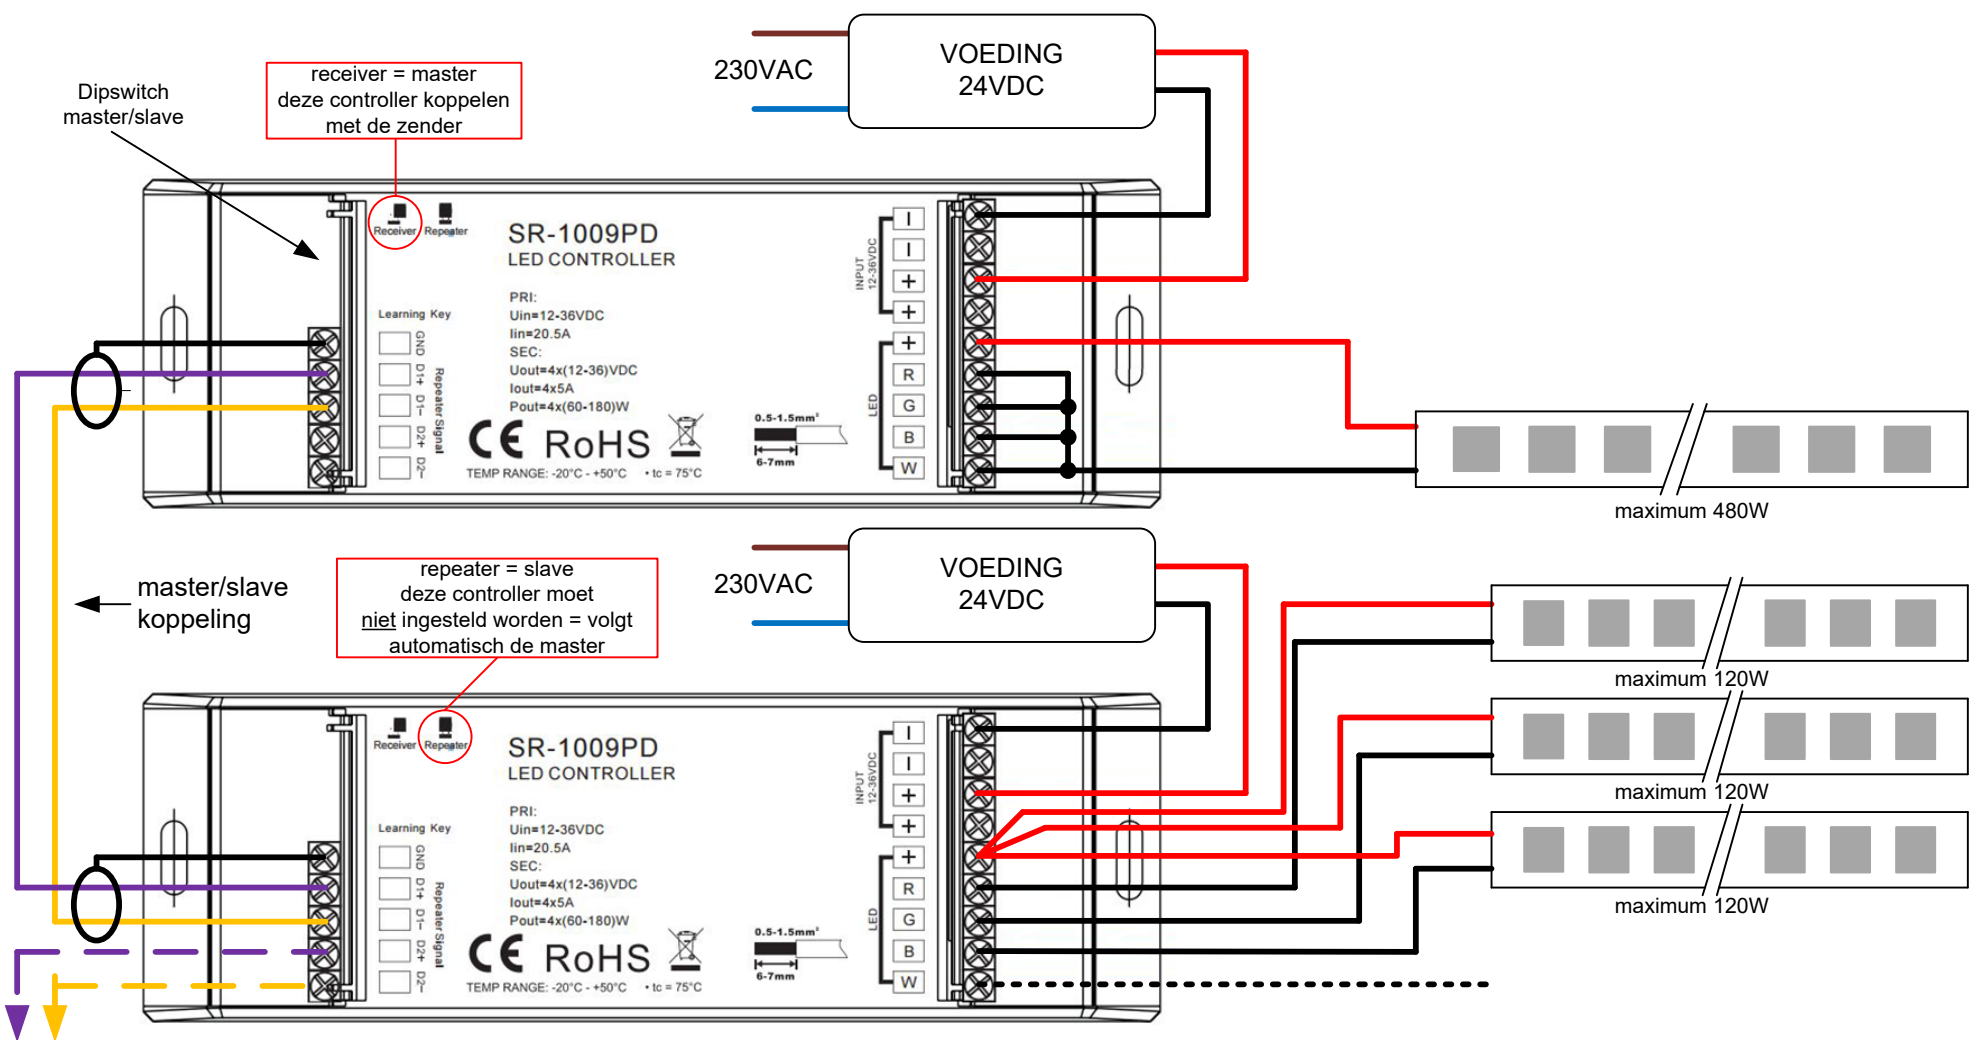 VOEDING
24VDC
230VAC
receiver = master
deze controller koppelen
met de zender
Dipswitch
master/slave
Receiver
Repeater
SR-1009PD
LED CONTROLLER
PRI:
Uin=12-36VDC
Iin=20.5A
SEC:
Uout=4x(12-36)VDC
Iout=4x5A
Pout=4x(60-180)W
Learning Key
GND
D1+
D1-
D2+
D2-
Repeater Signal
CE RoHS
TEMP RANGE: -20°C - +50°C • tc = 75°C
0.5-1.5mm²
6-7mm
INPUT
12-36VDC
+
+
LED
+
R
G
B
W
maximum 480W
master/slave
koppeling
VOEDING
24VDC
230VAC
repeater = slave
deze controller moet
niet ingesteld worden = volgt
automatisch de master
Receiver
Repeater
SR-1009PD
LED CONTROLLER
PRI:
Uin=12-36VDC
Iin=20.5A
SEC:
Uout=4x(12-36)VDC
Iout=4x5A
Pout=4x(60-180)W
Learning Key
GND
D1+
D1-
D2+
D2-
Repeater Signal
CE RoHS
TEMP RANGE: -20°C - +50°C • tc = 75°C
0.5-1.5mm²
6-7mm
INPUT
12-36VDC
+
+
LED
+
R
G
B
W
maximum 120W
maximum 120W
maximum 120W